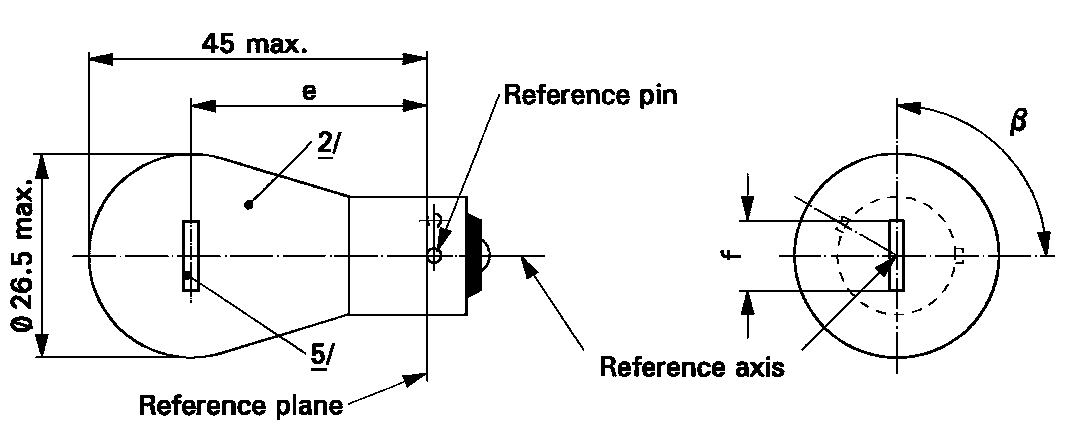 45 max.
e
Reference pin
β
2/
Ø 26.5 max.
f
5/
Reference axis
Reference plane